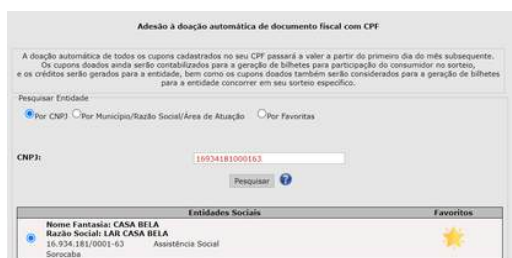 Adesão à doação automática de documento fiscal com CPF
A doação automática de todos os cupons cadastrados no seu CPF passará a valer a partir do primeiro dia do mês subsequente.
Os cupons doados ainda serão contabilizados para a geração de bilhetes para participação do consumidor no sorteio,
e os créditos serão gerados para a entidade, bem como os cupons doados também serão considerados para a geração de bilhetes
para a entidade concorrer em seu sorteio específico.
Pesquisar Entidade
Por CNPJ Por Município/Razão Social/Área de Atuação Por Favoritas
CNPJ: 16934181000163
Pesquisar ?
Entidades Sociais Favoritos
Nome Fantasia: CASA BELA
Razão Social: LAR CASA BELA
16.934.181/0001-63 Assistência Social
Sorocaba